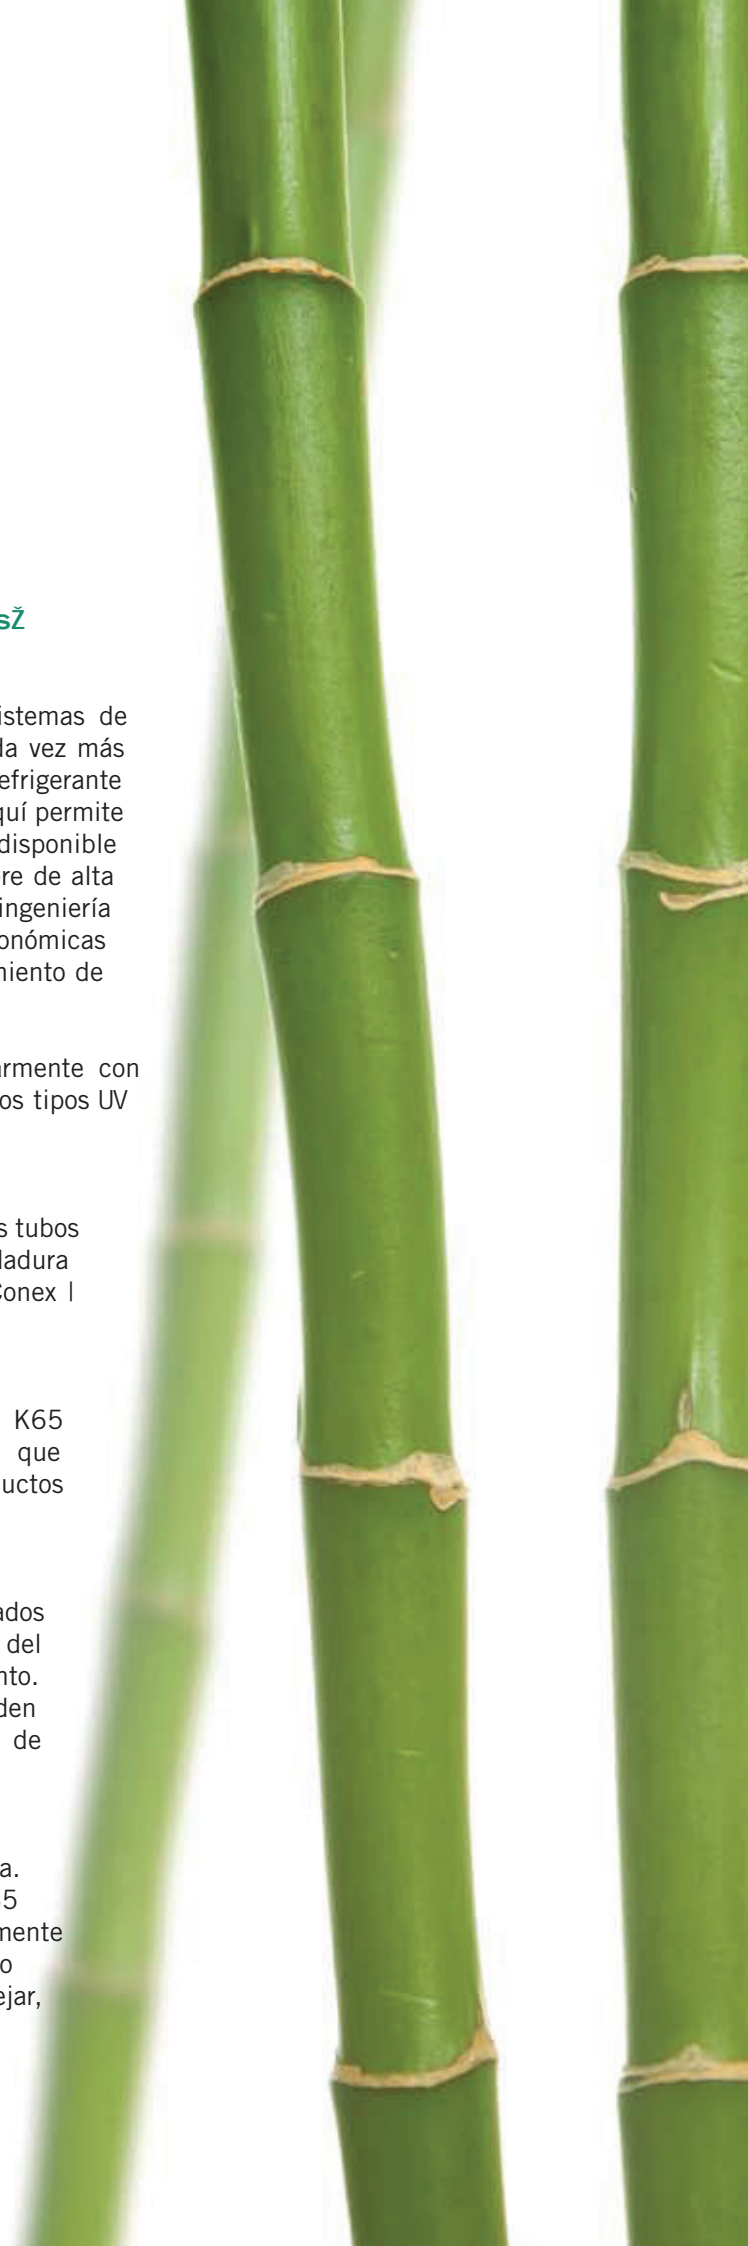 sŽ
istemas de
da vez más
efrigerante
quí permite
disponible
re de alta
ingeniería
onómicas
niento de
armente con
os tipos UV
s tubos
ladura
Conex |
K65
que
uctos
ados
del
nto.
den
de
a.
5
mente
o
ejar,